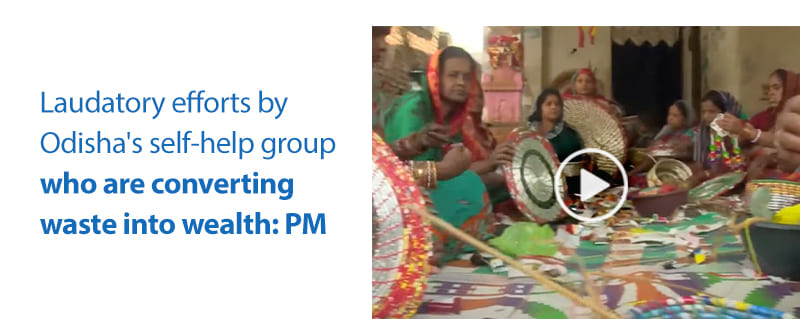 Laudatory efforts by
Odisha's self-help group
who are converting
waste into wealth: PM